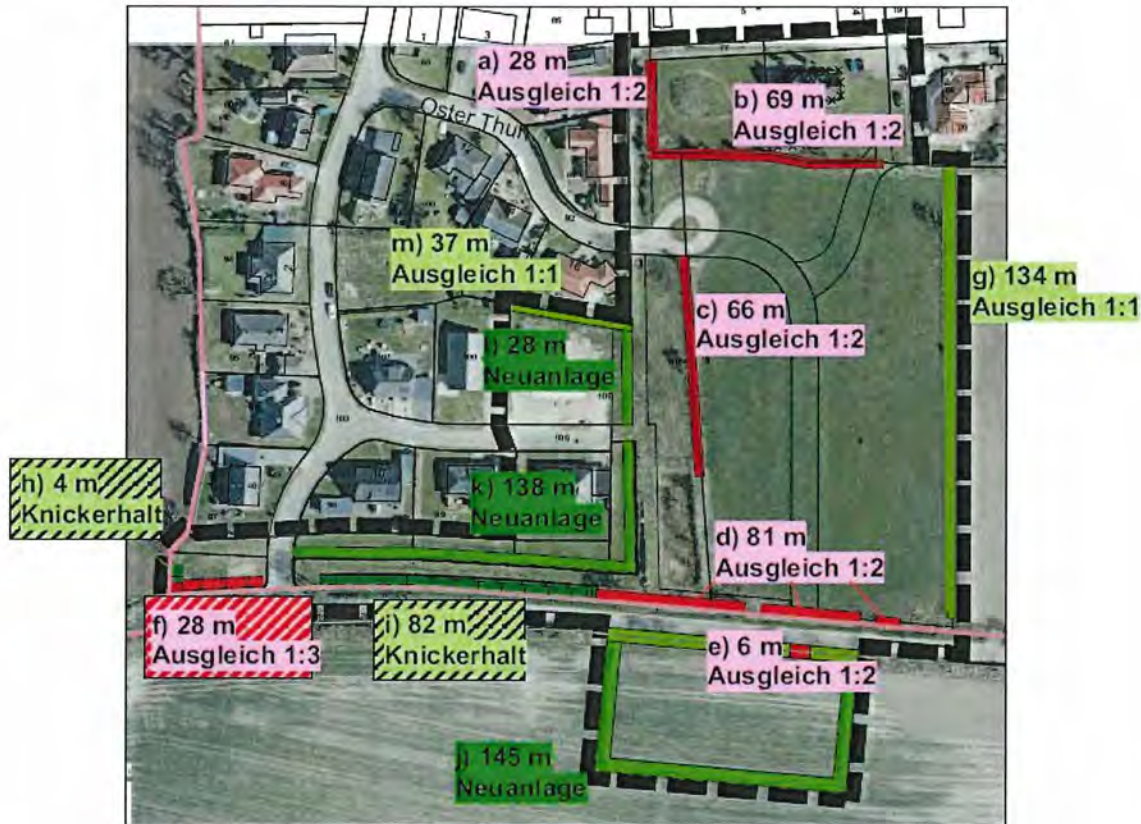 a) 28 m
Ausgleich 1:2
b) 69 m
Ausgleich 1:2
Oster Thun
m) 37 m
Ausgleich 1:1
g) 134 m
Ausgleich 1:1
c) 66 m
Ausgleich 1:2
l) 28 m
Neuanlage
h) 4 m
Knickerhalt
k) 138 m
Neuanlage
d) 81 m
Ausgleich 1:2
f) 28 m
Ausgleich 1:3
i) 82 m
Knickerhalt
e) 6 m
Ausgleich 1:2
j) 145 m
Neuanlage